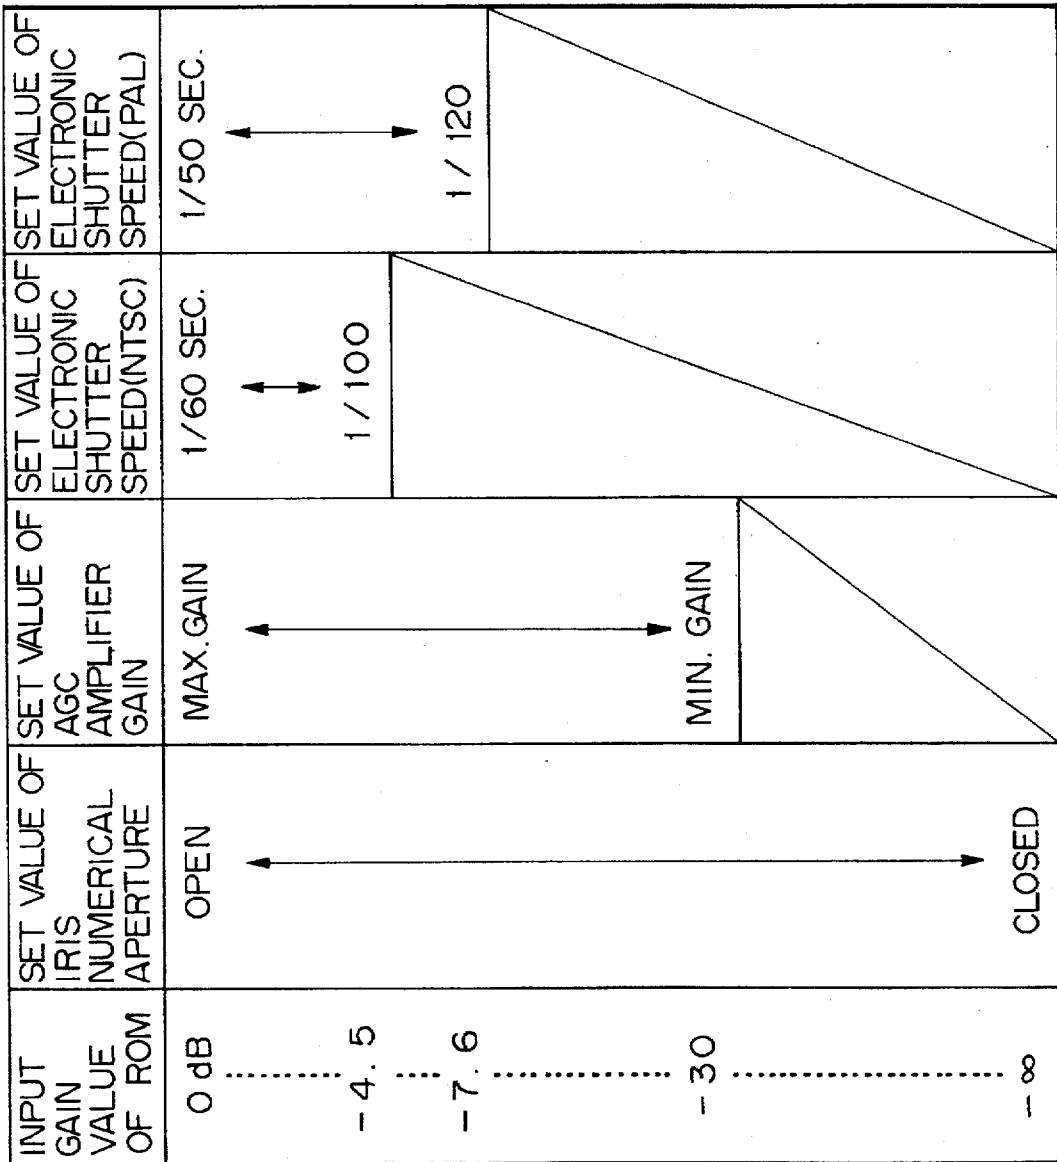 INPUT
GAIN
VALUE
OF ROM
SET VALUE OF
IRIS
NUMERICAL
APERTURE
SET VALUE OF
AGC
AMPLIFIER
GAIN
SET VALUE OF
ELECTRONIC
SHUTTER
SPEED(NTSC)
SET VALUE OF
ELECTRONIC
SHUTTER
SPEED(PAL)
0 dB
OPEN
MAX.GAIN
1/60 SEC.
1/50 SEC.
-4.5
1/100
-7.6
1/120
-30
MIN. GAIN
-∞
CLOSED